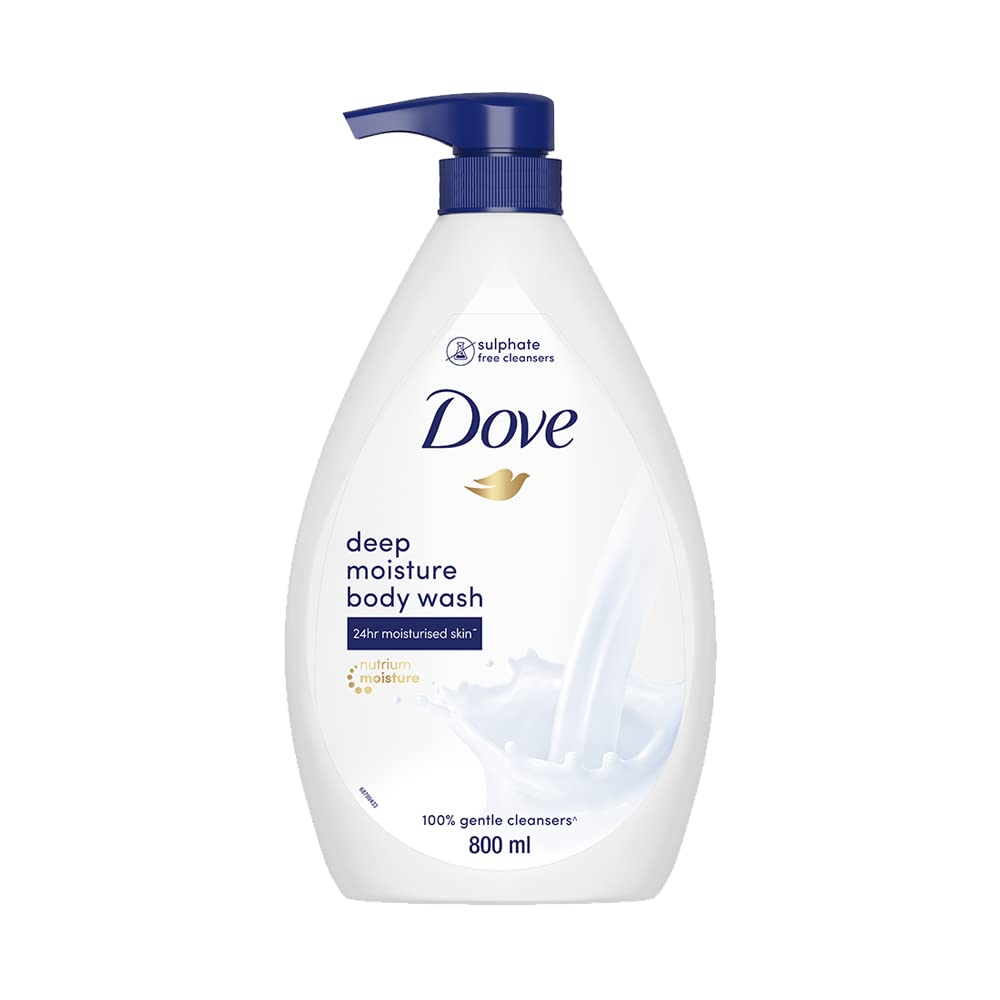 sulphate
free cleansers
Dove
deep
moisture
body wash
24hr moisturised skin~
nutrium
moisture
100% gentle cleansers^
800 ml